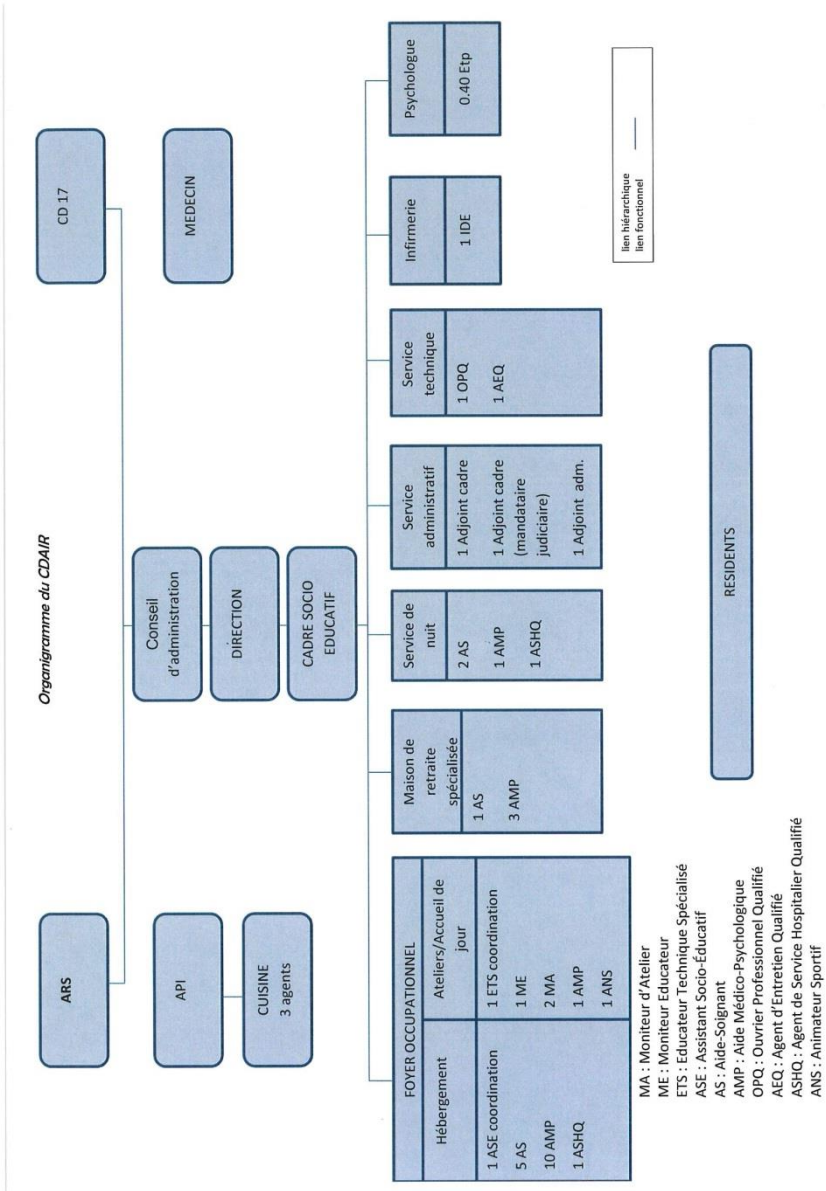 Organigramme du CDAIR
ARS
CD 17
API
Conseil
d'administration
MEDECIN
CUISINE
3 agents
DIRECTION
CADRE SOCIO
EDUCATIF
FOYER OCCUPATIONNEL
Hébergement
1 ASE coordination
5 AS
10 AMP
1 ASHQ
Ateliers/Accueil de
jour
1 ETS coordination
1 ME
2 MA
1 AMP
1 ANS
Maison de
retraite
spécialisée
1 AS
3 AMP
Service de
nuit
2 AS
1 AMP
1 ASHQ
Service
administratif
1 Adjoint cadre
1 Adjoint cadre
(mandataire
judiciaire)
1 Adjoint adm.
Service
technique
1 OPQ
1 AEQ
Infirmerie
1 IDE
Psychologue
0.40 Etp
MA : Moniteur d'Atelier
ME : Moniteur Educateur
ETS : Educateur Technique Spécialisé
ASE : Assistant Socio-Éducatif
AS : Aide-Soignant
AMP : Aide Médico-Psychologique
OPQ : Ouvrier Professionnel Qualifié
AEQ : Agent d'Entretien Qualifié
ASHQ : Agent de Service Hospitalier Qualifié
ANS : Animateur Sportif
RESIDENTS
lien hiérarchique
lien fonctionnel